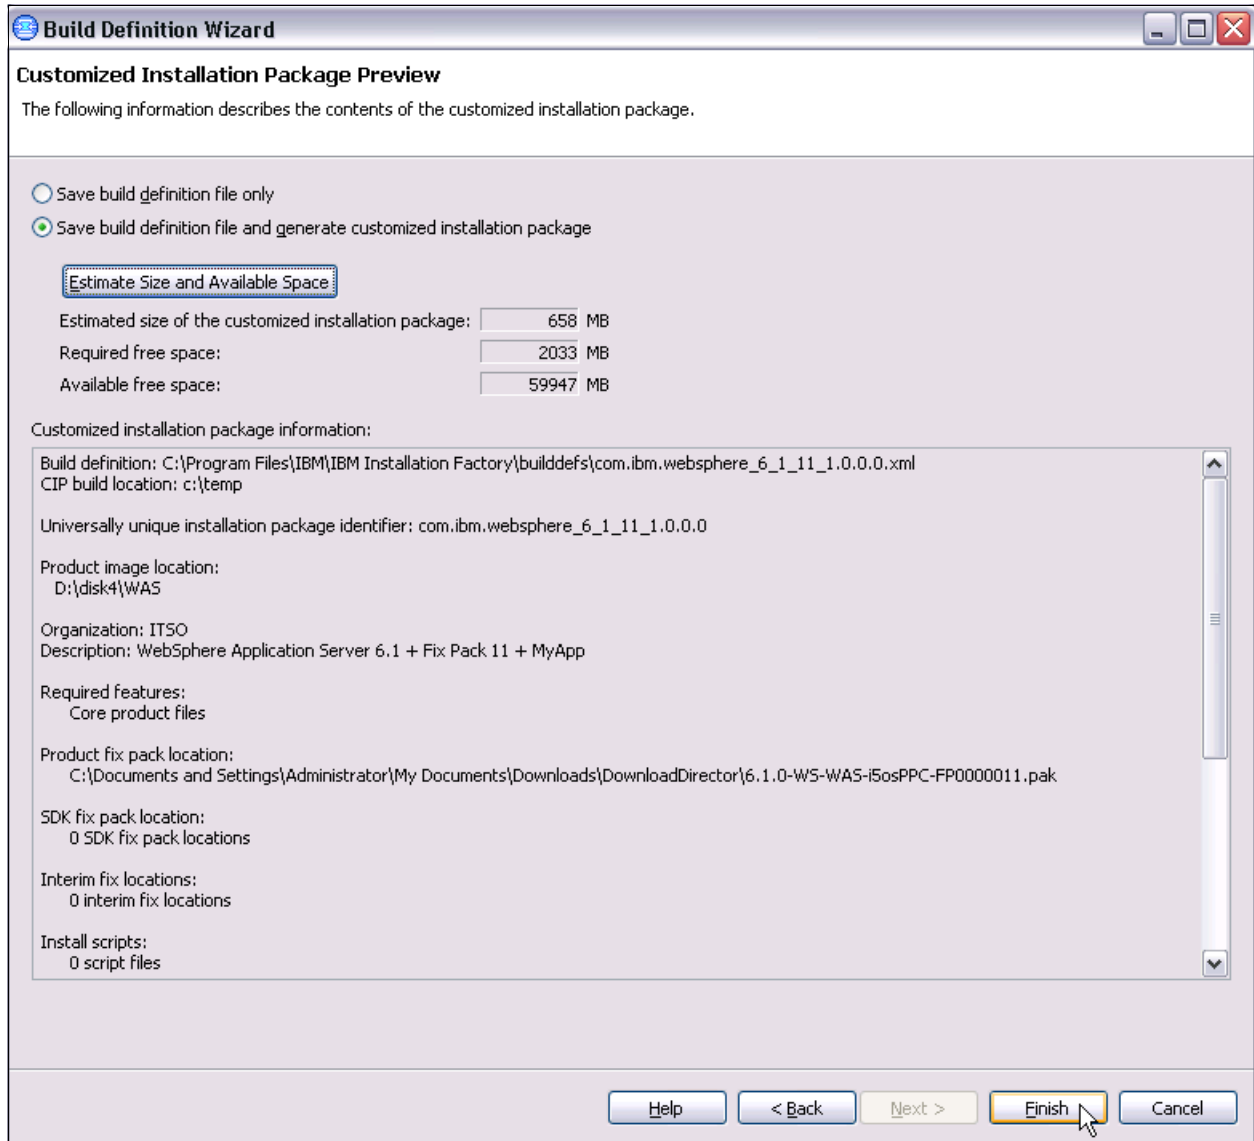 Build Definition Wizard
Customized Installation Package Preview
The following information describes the contents of the customized installation package.
Save build definition file only
Save build definition file and generate customized installation package
Estimate Size and Available Space
Estimated size of the customized installation package: 658 MB
Required free space: 2033 MB
Available free space: 59947 MB
Customized installation package information:
Build definition: C:\Program Files\IBM\IBM Installation Factory\builddefs\com.ibm.websphere_6_1_11_1.0.0.0.xml
CIP build location: c:\temp
Universally unique installation package identifier: com.ibm.websphere_6_1_11_1.0.0.0
Product image location:
D:\disk4\WAS
Organization: ITSO
Description: WebSphere Application Server 6.1 + Fix Pack 11 + MyApp
Required features:
Core product files
Product fix pack location:
C:\Documents and Settings\Administrator\My Documents\Downloads\DownloadDirector\6.1.0-WS-WAS-i5osPPC-FP0000011.pak
SDK fix pack location:
0 SDK fix pack locations
Interim fix locations:
0 interim fix locations
Install scripts:
0 script files
Help < Back Next > Finish Cancel